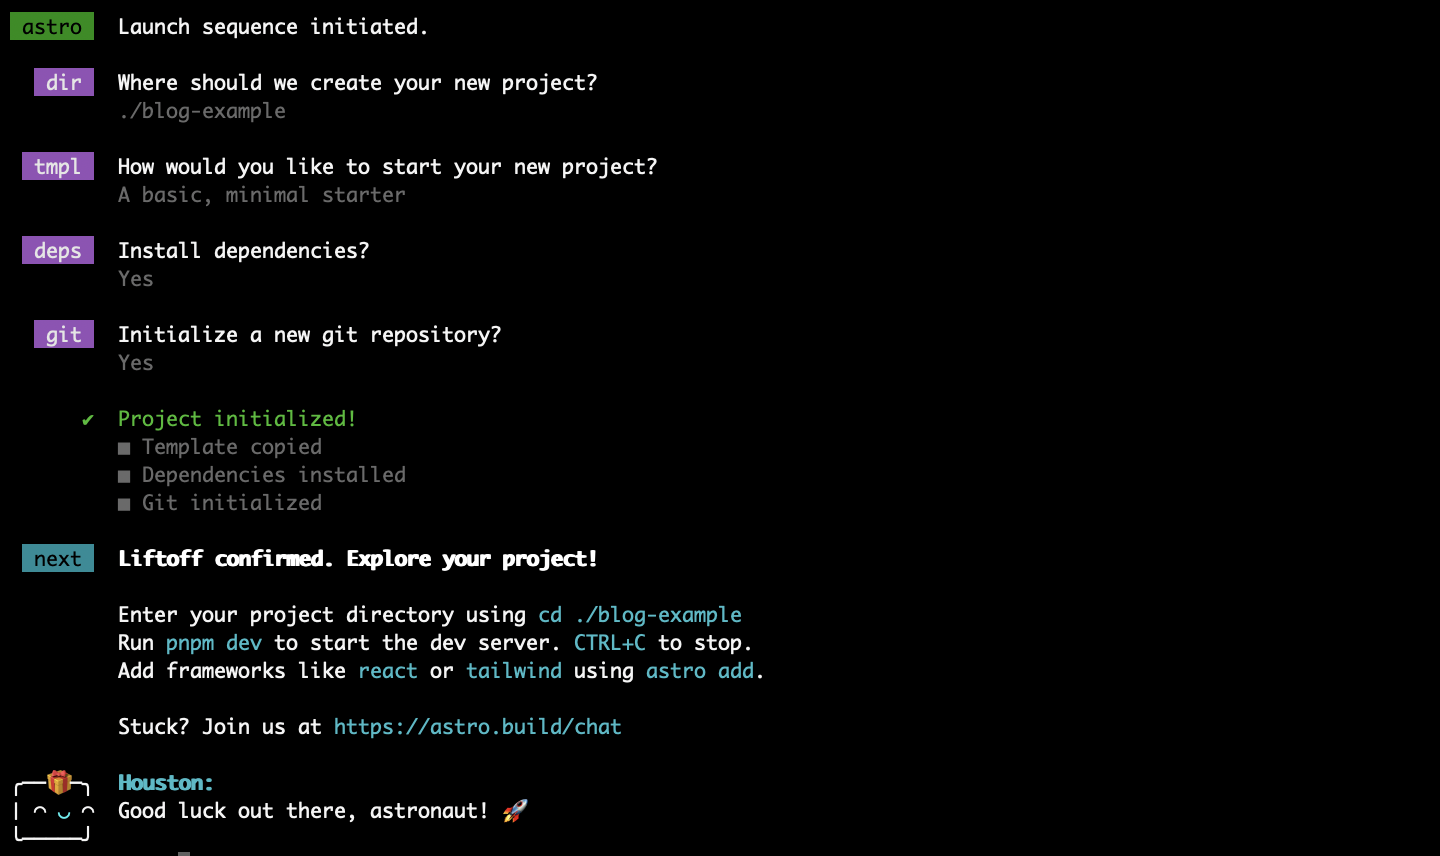 astro Launch sequence initiated.
dir Where should we create your new project?
./blog-example
tmpl How would you like to start your new project?
A basic, minimal starter
deps Install dependencies?
Yes
git Initialize a new git repository?
Yes
✔ Project initialized!
■ Template copied
■ Dependencies installed
■ Git initialized
next Liftoff confirmed. Explore your project!
Enter your project directory using cd ./blog-example
Run pnpm dev to start the dev server. CTRL+C to stop.
Add frameworks like react or tailwind using astro add.
Stuck? Join us at https://astro.build/chat
Houston:
Good luck out there, astronaut! 🚀